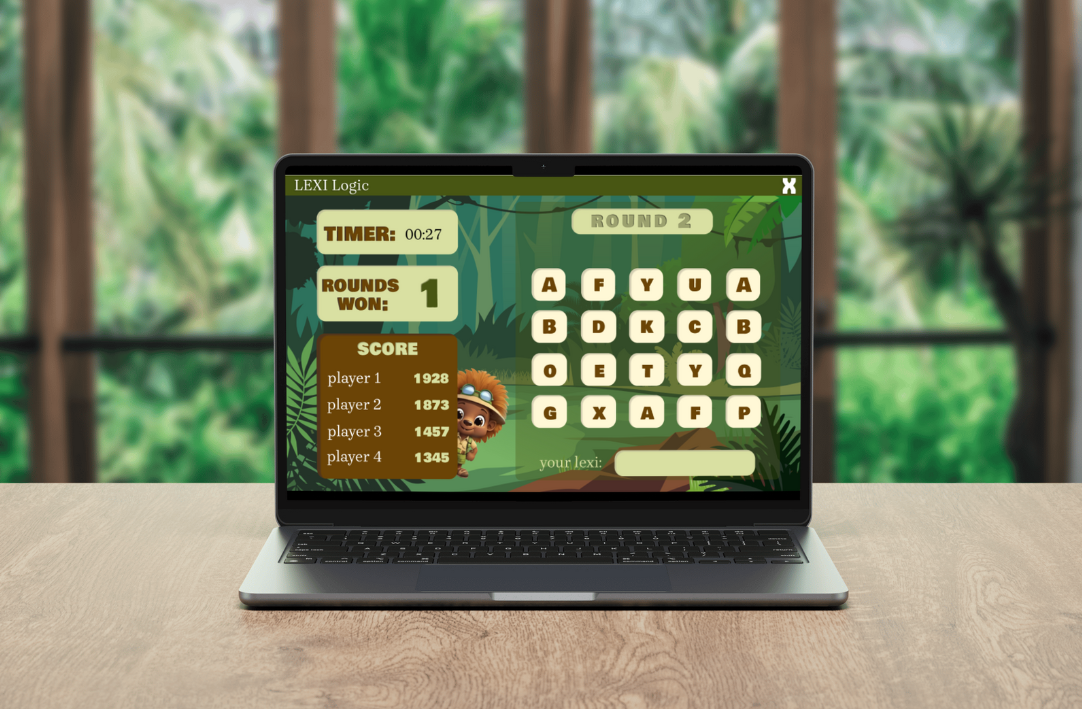 LEXI Logic
X
TIMER: 00:27
ROUNDS
WON:
1
SCORE
player 1 1928
player 2 1873
player 3 1457
player 4 1345
ROUND 2
A F Y U A
B D K C B
O E T Y Q
G X A F P
your lexi: